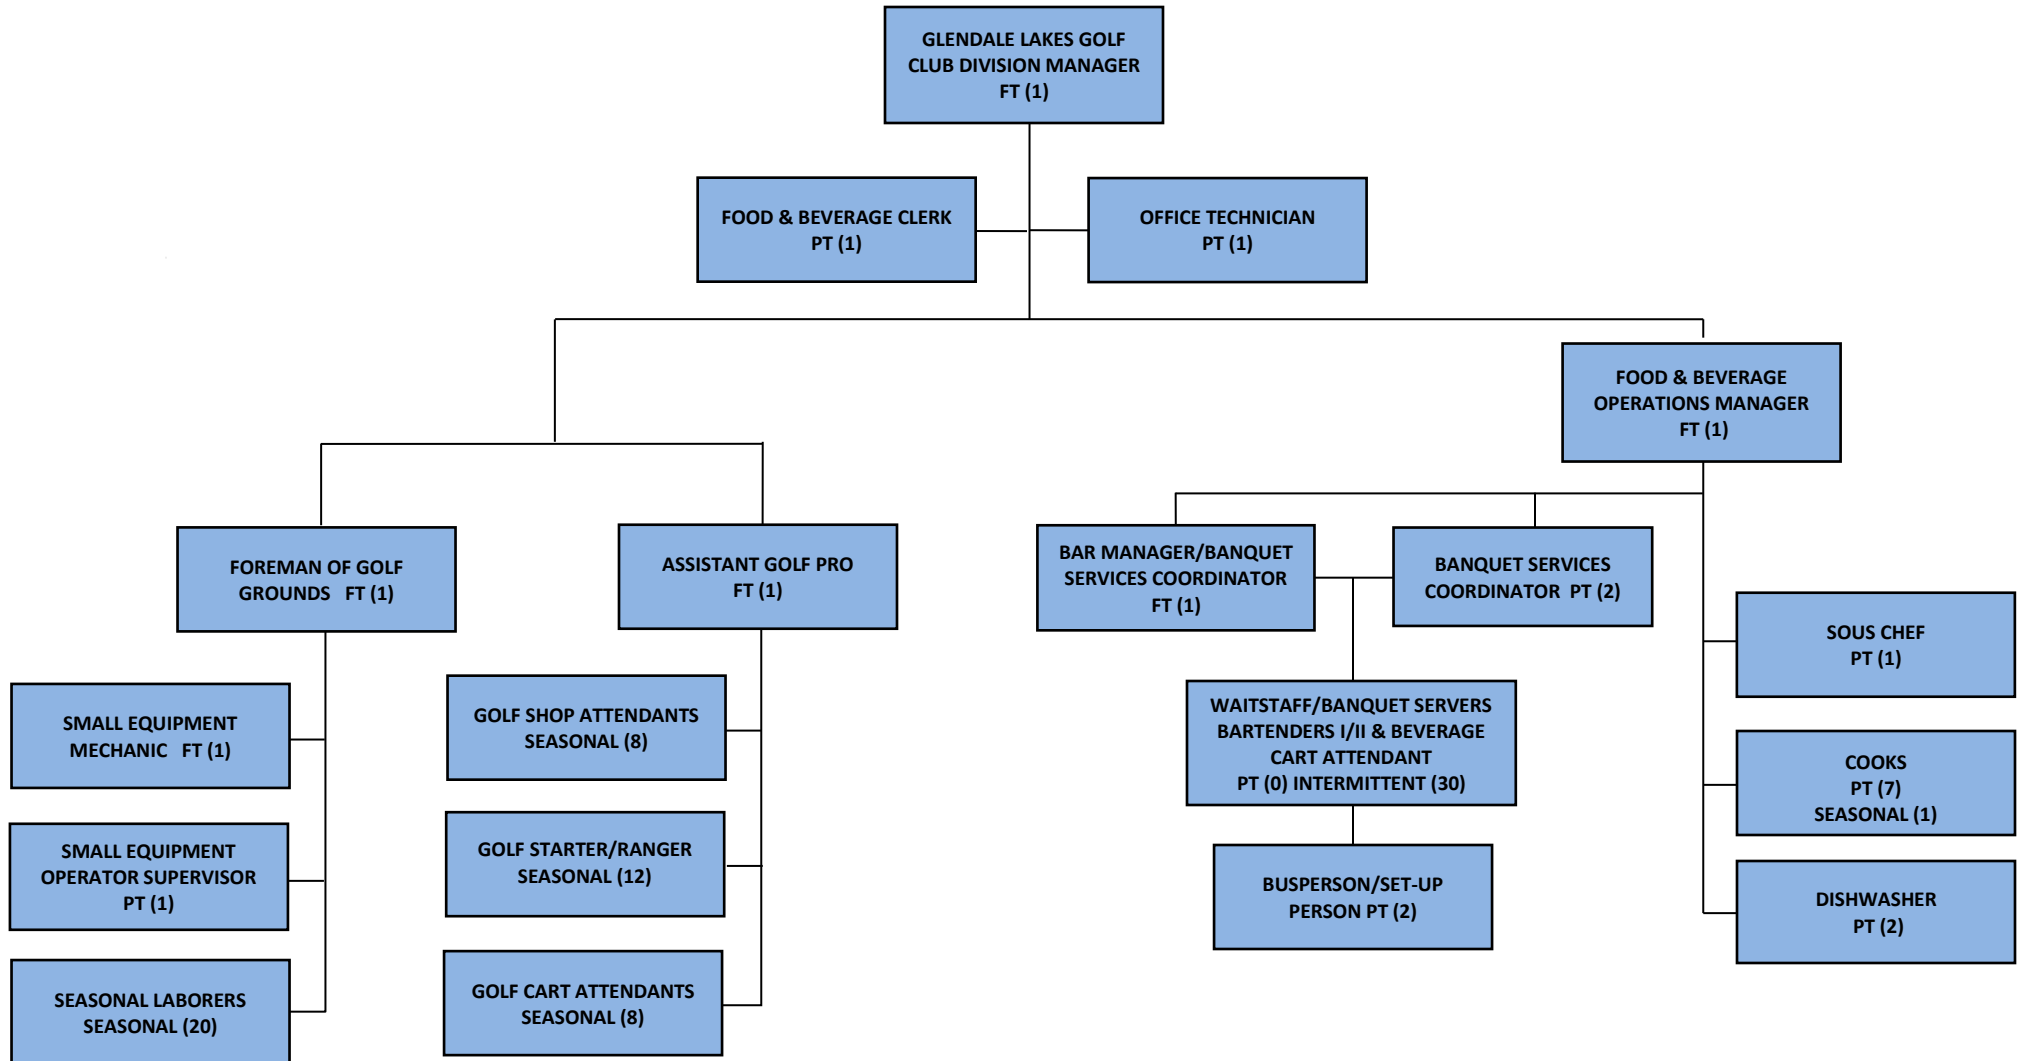 GLENDALE LAKES GOLF
CLUB DIVISION MANAGER
FT (1)
FOOD & BEVERAGE CLERK
PT (1)
OFFICE TECHNICIAN
PT (1)
FOOD & BEVERAGE
OPERATIONS MANAGER
FT (1)
FOREMAN OF GOLF
GROUNDS FT (1)
ASSISTANT GOLF PRO
FT (1)
BAR MANAGER/BANQUET
SERVICES COORDINATOR
FT (1)
BANQUET SERVICES
COORDINATOR PT (2)
SMALL EQUIPMENT
MECHANIC FT (1)
SMALL EQUIPMENT
OPERATOR SUPERVISOR
PT (1)
SEASONAL LABORERS
SEASONAL (20)
GOLF SHOP ATTENDANTS
SEASONAL (8)
GOLF STARTER/RANGER
SEASONAL (12)
GOLF CART ATTENDANTS
SEASONAL (8)
WAITSTAFF/BANQUET SERVERS
BARTENDERS I/II & BEVERAGE
CART ATTENDANT
PT (0) INTERMITTENT (30)
BUSPERSON/SET-UP
PERSON PT (2)
SOUS CHEF
PT (1)
COOKS
PT (7)
SEASONAL (1)
DISHWASHER
PT (2)